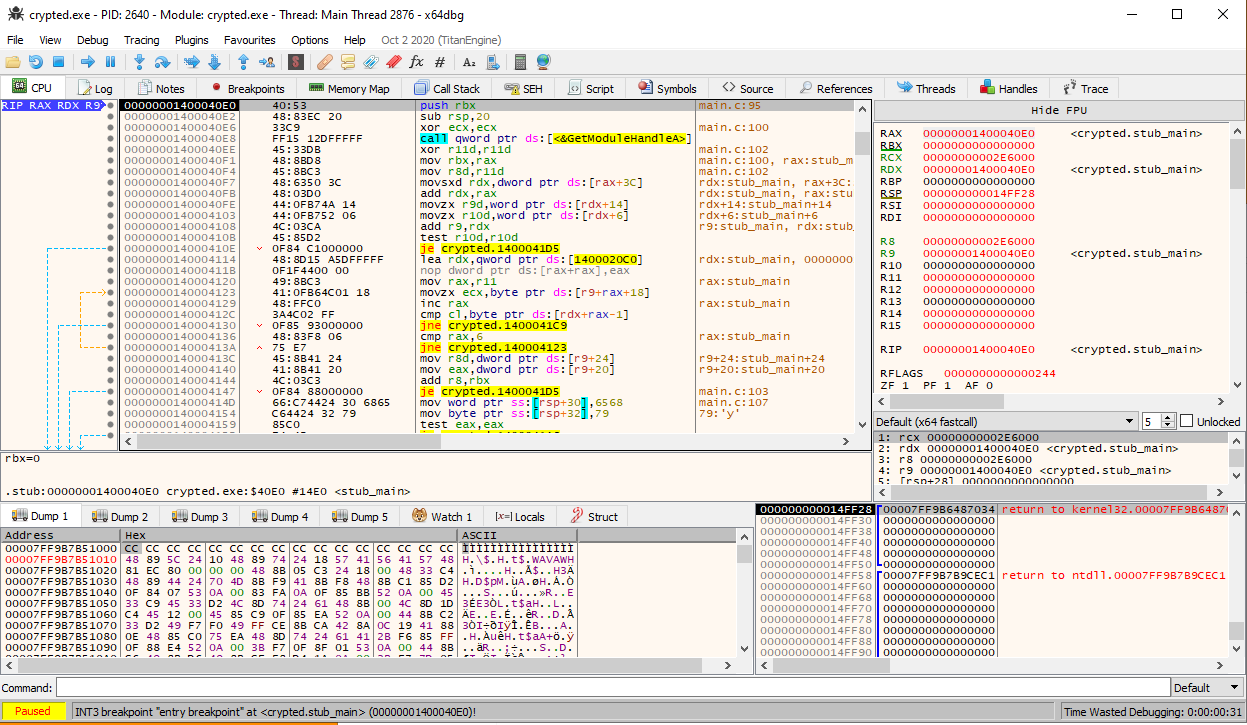 crypted.exe - PID: 2640 - Module: crypted.exe - Thread: Main Thread 2876 - x64dbg
File View Debug Tracing Plugins Favourites Options Help Oct 2 2020 (TitanEngine)
CPU Log Notes Breakpoints Memory Map Call Stack SEH Script Symbols Source References Threads Handles Trace
RIP RAX RDX R9
00000001400040E0 40:53 push rbx main.c:95
00000001400040E2 48:83EC 20 sub rsp,20
00000001400040E6 33C9 xor ecx,ecx main.c:100
00000001400040E8 FF15 12DFFFFF call qword ptr ds:[<&GetModuleHandleA>]
00000001400040EE 45:33DB xor r11d,r11d main.c:102
00000001400040F1 48:8BD8 mov rbx,rax main.c:100, rax:stub_m
00000001400040F4 45:8BC3 mov r8d,r11d main.c:102
00000001400040F7 48:6350 3C movsxd rdx,dword ptr ds:[rax+3C] rdx:stub_main, rax+3C:
00000001400040FB 48:03D0 add rdx,rax rdx:stub_main, rax:stu
00000001400040FE 44:0FB74A 14 movzx r9d,word ptr ds:[rdx+14] rdx+14:stub_main+14
0000000140004103 44:0FB752 06 movzx r10d,word ptr ds:[rdx+6] rdx+6:stub_main+6
0000000140004108 4C:03CA add r9,rdx r9:stub_main, rdx:stub
000000014000410B 45:85D2 test r10d,r10d
000000014000410E 0F84 C1000000 je crypted.1400041D5
0000000140004114 48:8D15 A5DFFFFF lea rdx,qword ptr ds:[1400020C0] rdx:stub_main, 0000000
000000014000411B 0F1F4400 00 nop dword ptr ds:[rax+rax],eax
0000000140004120 49:8BC3 mov rax,r11 rax:stub_main
0000000140004123 41:0FB64C01 18 movzx ecx,byte ptr ds:[r9+rax+18]
0000000140004129 48:FFC0 inc rax rax:stub_main
000000014000412C 3A4C02 FF cmp cl,byte ptr ds:[rdx+rax-1]
0000000140004130 0F85 93000000 jne crypted.1400041C9
0000000140004136 48:83F8 06 cmp rax,6 rax:stub_main
000000014000413A 75 E7 jne crypted.140004123
000000014000413C 45:8B41 24 mov r8d,dword ptr ds:[r9+24] r9+24:stub_main+24
0000000140004140 41:8B41 20 mov eax,dword ptr ds:[r9+20] r9+20:stub_main+20
0000000140004144 4C:03C3 add r8,rbx
0000000140004147 0F84 88000000 je crypted.1400041D5 main.c:103
000000014000414D 66:C74424 30 6865 mov word ptr ss:[rsp+30],6568 main.c:107
0000000140004154 C64424 32 79 mov byte ptr ss:[rsp+32],79 79:'y'
0000000140004159 85C0 test eax,eax
Hide FPU
RAX 00000001400040E0 <crypted.stub_main>
RBX 0000000000000000
RCX 00000000002E6000
RDX 00000001400040E0 <crypted.stub_main>
RBP 0000000000000000
RSP 000000000014FF28
RSI 0000000000000000
RDI 0000000000000000
R8 00000000002E6000
R9 00000001400040E0 <crypted.stub_main>
R10 0000000000000000
R11 0000000000000000
R12 0000000000000000
R13 0000000000000000
R14 0000000000000000
R15 0000000000000000
RIP 00000001400040E0 <crypted.stub_main>
RFLAGS 0000000000000244
ZF 1 PF 1 AF 0
Default (x64 fastcall) 5 Unlocked
1: rcx 00000000002E6000
2: rdx 00000001400040E0 <crypted.stub_main>
3: r8 00000000002E6000
4: r9 00000001400040E0 <crypted.stub_main>
5: [rsp+28] 0000000000000000
rbx=0
.stub:00000001400040E0 crypted.exe:$40E0 #14E0 <stub_main>
Dump 1 Dump 2 Dump 3 Dump 4 Dump 5 Watch 1 [x=] Locals Struct
Address Hex ASCII
00007FF9B7B51000 CC CC CC CC CC CC CC CC CC CC CC CC CC CC CC CC ÌÌÌÌÌÌÌÌÌÌÌÌÌÌÌÌ
00007FF9B7B51010 48 89 5C 24 10 48 89 74 24 18 57 41 56 41 57 48 H.\$.H.t$.WAVAWH
00007FF9B7B51020 81 EC 80 00 00 00 48 8B 05 C3 24 18 00 48 33 C4 .ì....H..Ã$..H3Ä
00007FF9B7B51030 48 89 44 24 70 4D 8B F9 41 8B F8 48 8B C1 85 D2 H.D$pM.ùA.øH.Á.Ò
00007FF9B7B51040 0F 84 07 53 0A 00 83 FA 0A 0F 85 BB 52 0A 00 45 ...S...ú...»R..E
00007FF9B7B51050 33 C9 45 33 D2 4C 8D 74 24 61 48 8B 00 4C 8D 1D 3ÉE3ÒL.t$aH..L..
00007FF9B7B51060 C4 45 12 00 45 85 C9 0F 85 EA 52 0A 00 44 8B C2 ÄE..E.É..êR..D.Â
00007FF9B7B51070 33 D2 49 F7 F0 49 FF CE 8B CA 42 8A 0C 19 41 88 3ÒI÷ðIÿÎ.ÊB...A.
00007FF9B7B51080 0E 48 85 C0 75 EA 48 8D 74 24 61 41 2B F6 85 FF .H.ÀuêH.t$aA+ö.ÿ
00007FF9B7B51090 0F 88 E4 52 0A 00 3B F7 0F 8F 01 53 0A 00 44 8B ..äR..;÷...S..D.
000000000014FF28 00007FF9B6487034 return to kernel32.00007FF9B6487
000000000014FF30 0000000000000000
000000000014FF38 0000000000000000
000000000014FF40 0000000000000000
000000000014FF48 0000000000000000
000000000014FF50 0000000000000000
000000000014FF58 00007FF9B7B9CEC1 return to ntdll.00007FF9B7B9CEC1
000000000014FF60 0000000000000000
000000000014FF68 0000000000000000
000000000014FF70 0000000000000000
000000000014FF78 0000000000000000
000000000014FF80 0000000000000000
000000000014FF88 0000000000000000
000000000014FF90 0000000000000000
Command: Default
Paused INT3 breakpoint "entry breakpoint" at <crypted.stub_main> (00000001400040E0)! Time Wasted Debugging: 0:00:00:31